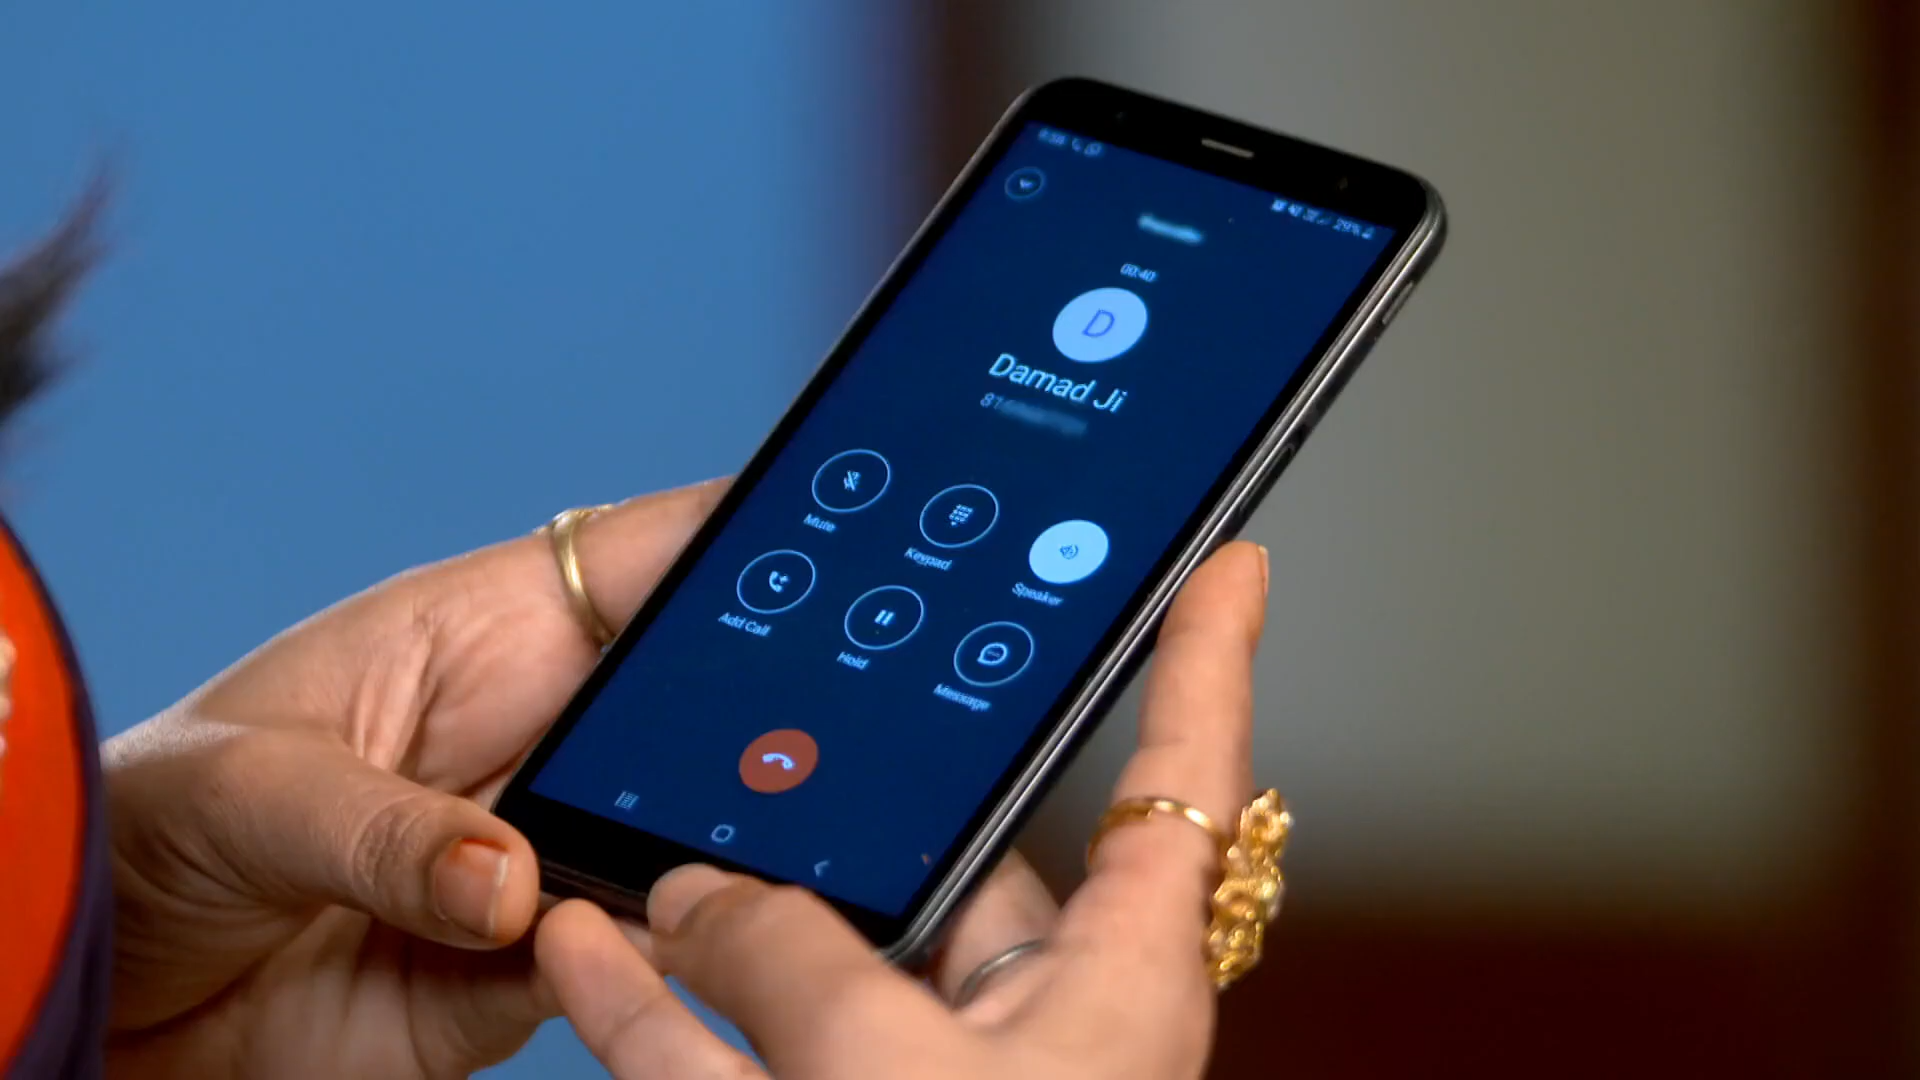 00:40
D
Damad Ji
Mute
Keypad
Speaker
Add Call
Hold
Message